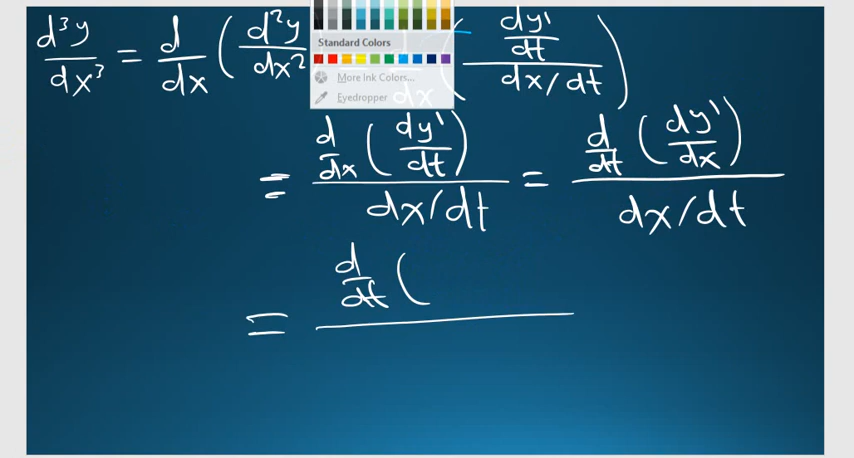 d³y/dx³ = d/dx ( d²y/dx² dx ( (dy'/dt)/(dx/dt) )
Standard Colors
More Ink Colors...
Eyedropper
= (d/dx (dy'/dt))/(dx/dt) = (d/dt (dy'/dx))/(dx/dt)
= d/dt (